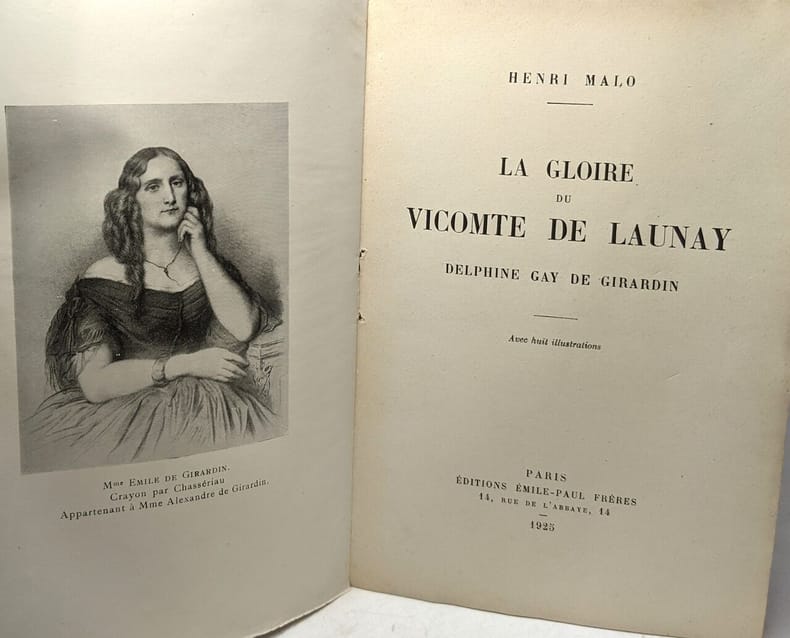 Mme EMILE DE GIRARDIN.
Crayon par Chassériau
Appartenant à Mme Alexandre de Girardin.
HENRI MALO
LA GLOIRE
DU
VICOMTE DE LAUNAY
DELPHINE GAY DE GIRARDIN
Avec huit illustrations
PARIS
ÉDITIONS ÉMILE-PAUL FRÈRES
14, RUE DE L'ABBAYE, 14
1925